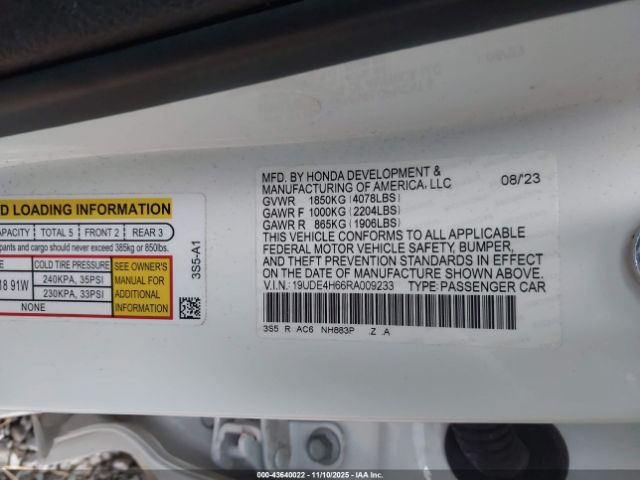 D LOADING INFORMATION
APACITY TOTAL 5 FRONT 2 REAR 3
pants and cargo should never exceed 385kg or 850lbs.
E COLD TIRE PRESSURE SEE OWNER'S MANUAL FOR ADDITIONAL INFORMATION
18 91W 240KPA, 35PSI
230KPA, 33PSI
NONE
3S5-A1
MFD. BY HONDA DEVELOPMENT & 08/23
MANUFACTURING OF AMERICA, LLC
GVWR 1850KG(4078LBS)
GAWR F 1000KG(2204LBS)
GAWR R 865KG(1906LBS)
THIS VEHICLE CONFORMS TO ALL APPLICABLE
FEDERAL MOTOR VEHICLE SAFETY, BUMPER,
AND THEFT PREVENTION STANDARDS IN EFFECT
ON THE DATE OF MANUFACTURE SHOWN ABOVE.
V.I.N.: 19UDE4H66RA009233 TYPE: PASSENGER CAR
3S5 R AC6 NH883P .Z .A
000-43640022 - 11/10/2025 - IAAI COPYRIGHT